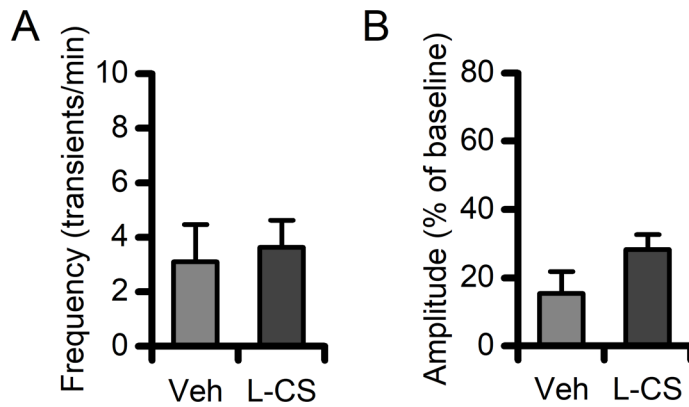 A
Frequency (transients/min)
10
8
6
4
2
0
Veh L-CS
B
Amplitude (% of baseline)
80
60
40
20
0
Veh L-CS